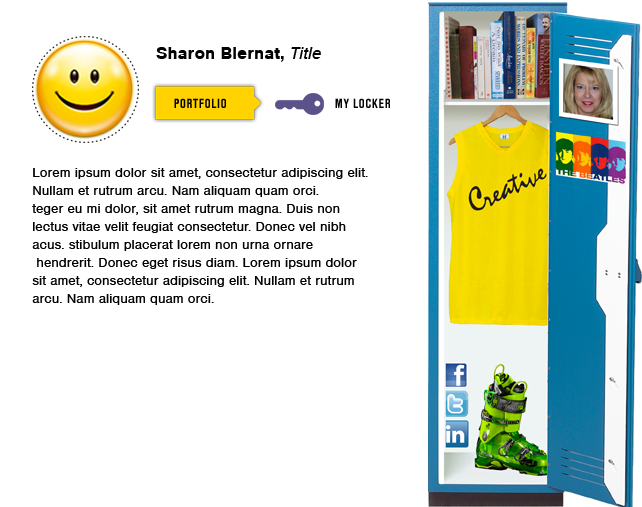 Sharon Biernat, Title
PORTFOLIO
MY LOCKER
Lorem ipsum dolor sit amet, consectetur adipiscing elit.
Nullam et rutrum arcu. Nam aliquam quam orci.
teger eu mi dolor, sit amet rutrum magna. Duis non
lectus vitae velit feugiat consectetur. Donec vel nibh
acus. stibulum placerat lorem non urna ornare
hendrerit. Donec eget risus diam. Lorem ipsum dolor
sit amet, consectetur adipiscing elit. Nullam et rutrum
arcu. Nam aliquam quam orci.
Creative
THE BEATLES
f
t
in